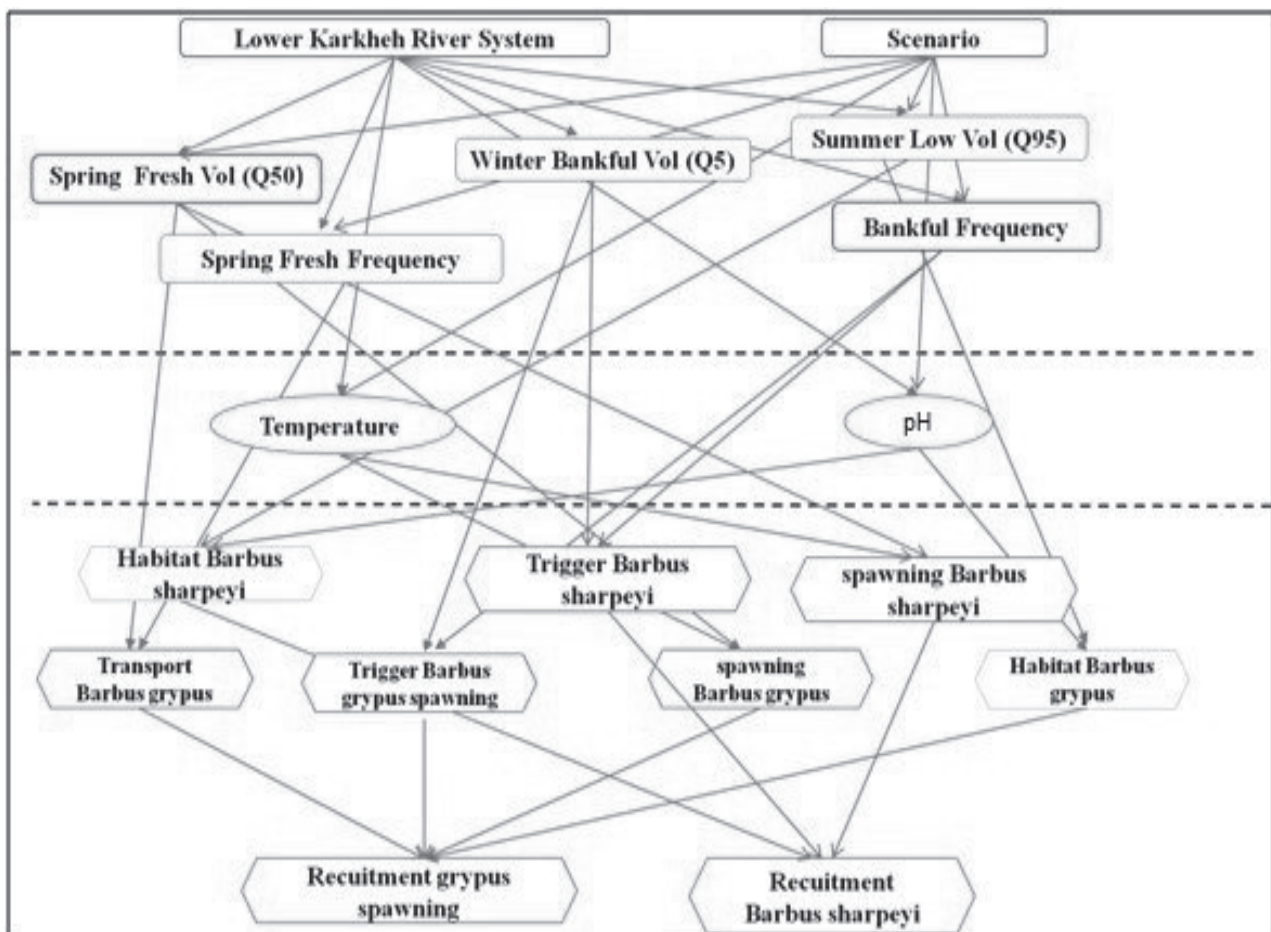 Lower Karkheh River System
Scenario
Summer Low Vol (Q95)
Winter Bankful Vol (Q5)
Spring Fresh Vol (Q50)
Bankful Frequency
Spring Fresh Frequency
Temperature
pH
Habitat Barbus
sharpeyi
Trigger Barbus
sharpeyi
spawning Barbus
sharpeyi
Transport
Barbus grypus
Trigger Barbus
grypus spawning
spawning
Barbus grypus
Habitat Barbus
grypus
Recuitment grypus
spawning
Recuitment
Barbus sharpeyi